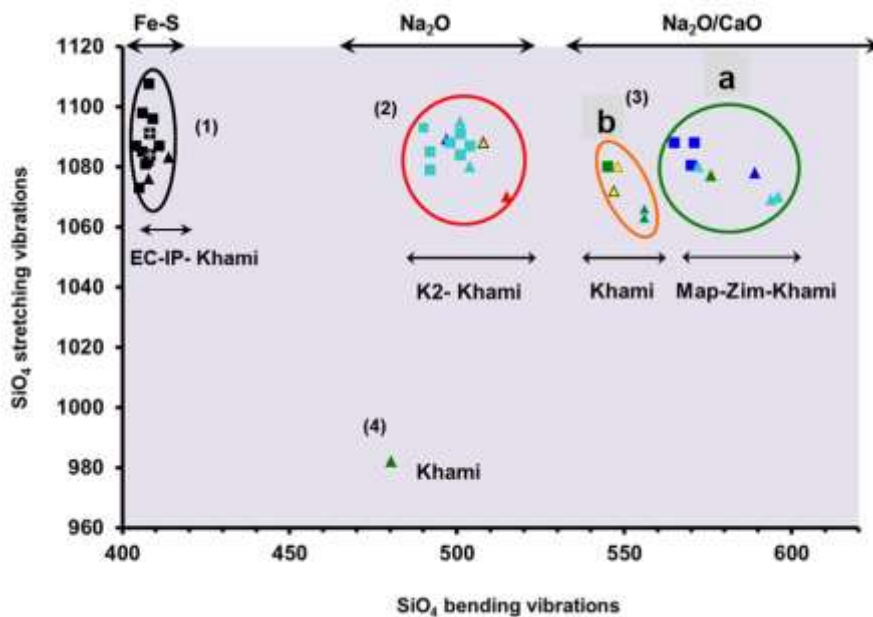 Fe-S Na₂O Na₂O/CaO
1120
1100
1080
1060
1040
1020
1000
980
960
400 450 500 550 600
SiO₄ stretching vibrations
SiO₄ bending vibrations
(1)
EC-IP- Khami
(2)
K2- Khami
b
(3)
a
Khami
Map-Zim-Khami
(4)
Khami